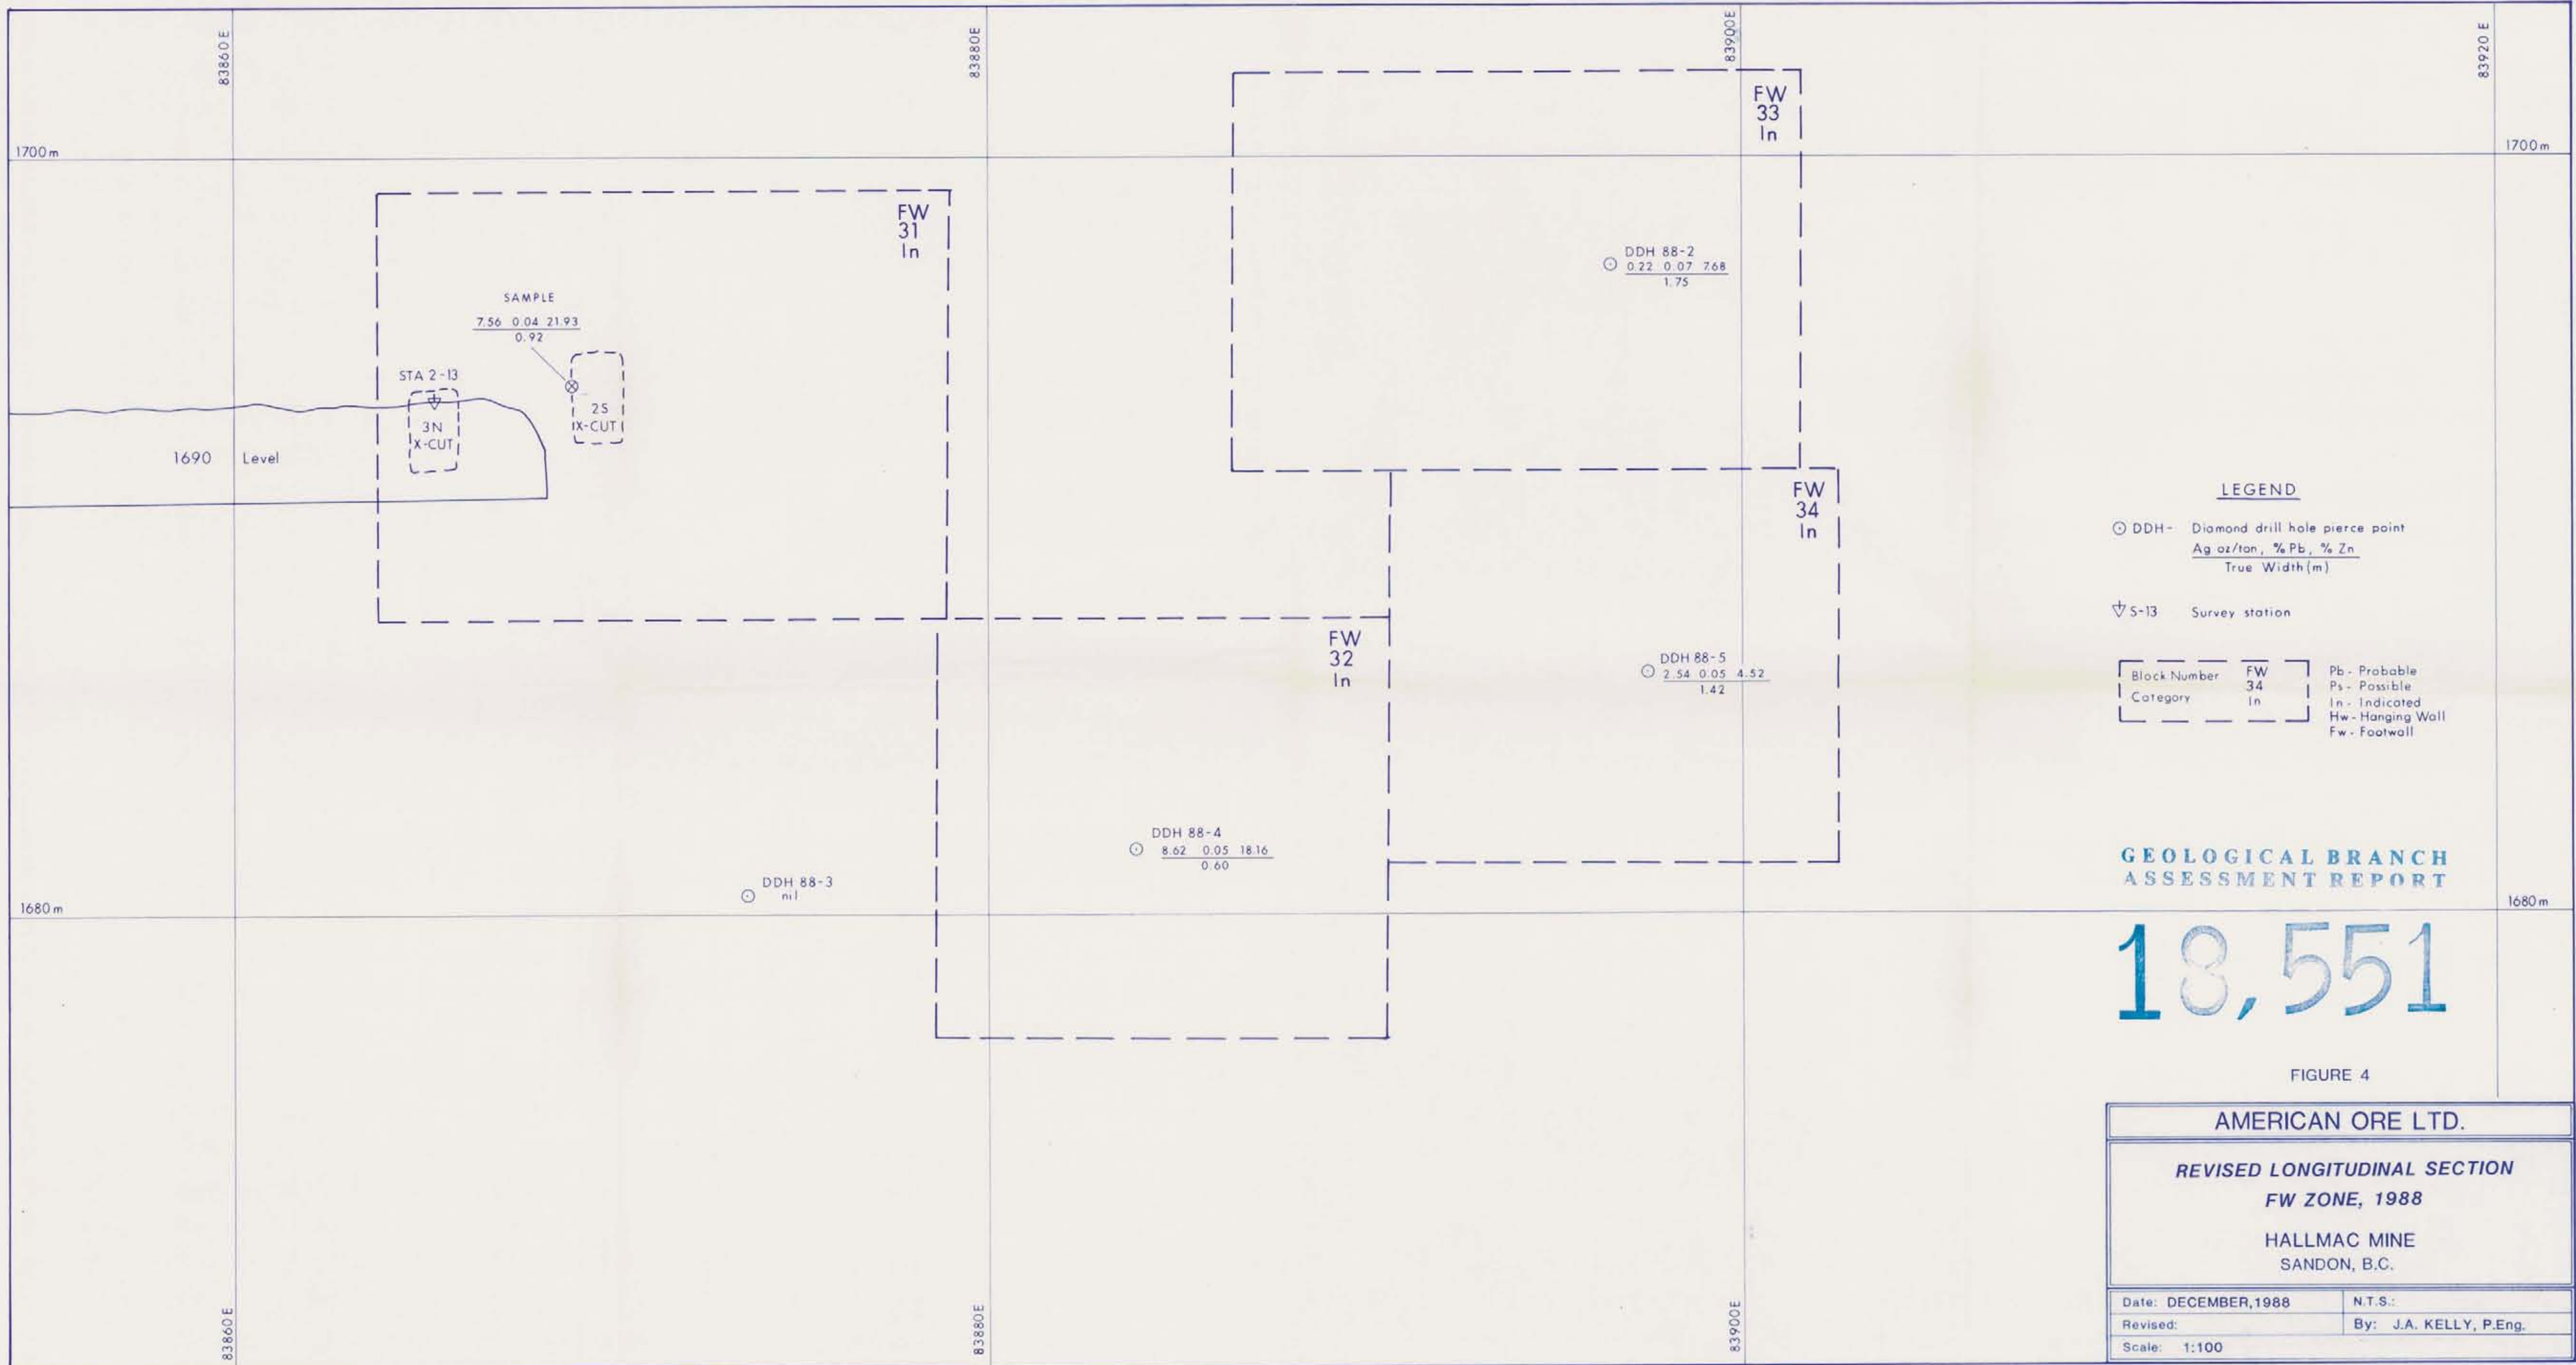 83860E
83880E
83900E
83920 E
1700m
1700m
FW
33
In
FW
31
In
DDH 88-2
0.22 0.07 7.68
1.75
SAMPLE
7.56 0.04 21.93
0.92
STA 2-13
3N
X-CUT
2S
X-CUT
1690 Level
FW
34
In
FW
32
In
DDH 88-5
2.54 0.05 4.52
1.42
DDH 88-4
8.62 0.05 18.16
0.60
DDH 88-3
nil
1680m
1680m
LEGEND
DDH- Diamond drill hole pierce point
Ag oz/ton, % Pb, % Zn
True Width (m)
S-13 Survey station
Block Number FW
34
Category In
Pb - Probable
Ps - Possible
In - Indicated
Hw - Hanging Wall
Fw - Footwall
GEOLOGICAL BRANCH
ASSESSMENT REPORT
18,551
FIGURE 4
AMERICAN ORE LTD.
REVISED LONGITUDINAL SECTION
FW ZONE, 1988
HALLMAC MINE
SANDON, B.C.
Date: DECEMBER, 1988 N.T.S.:
Revised: By: J.A. KELLY, P.Eng.
Scale: 1:100
83860E
83880E
83900E